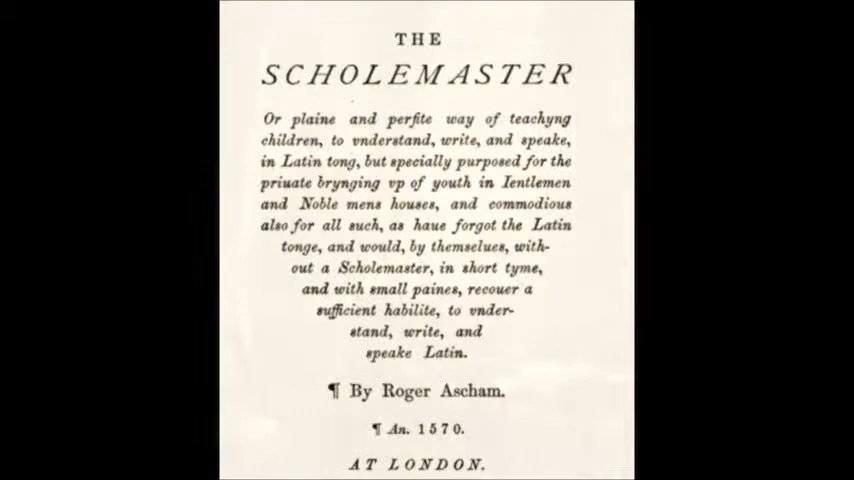 THE
SCHOLEMASTER
Or plaine and perfite way of teachyng
children, to vnderstand, write, and speake,
in Latin tong, but specially purposed for the
priuate brynging vp of youth in Ientlemen
and Noble mens houses, and commodious
also for all such, as haue forgot the Latin
tonge, and would, by themselues, with-
out a Scholemaster, in short tyme,
and with small paines, recouer a
sufficient habilite, to vnder-
stand, write, and
speake Latin.
¶ By Roger Ascham.
¶ An. 1570.
AT LONDON.